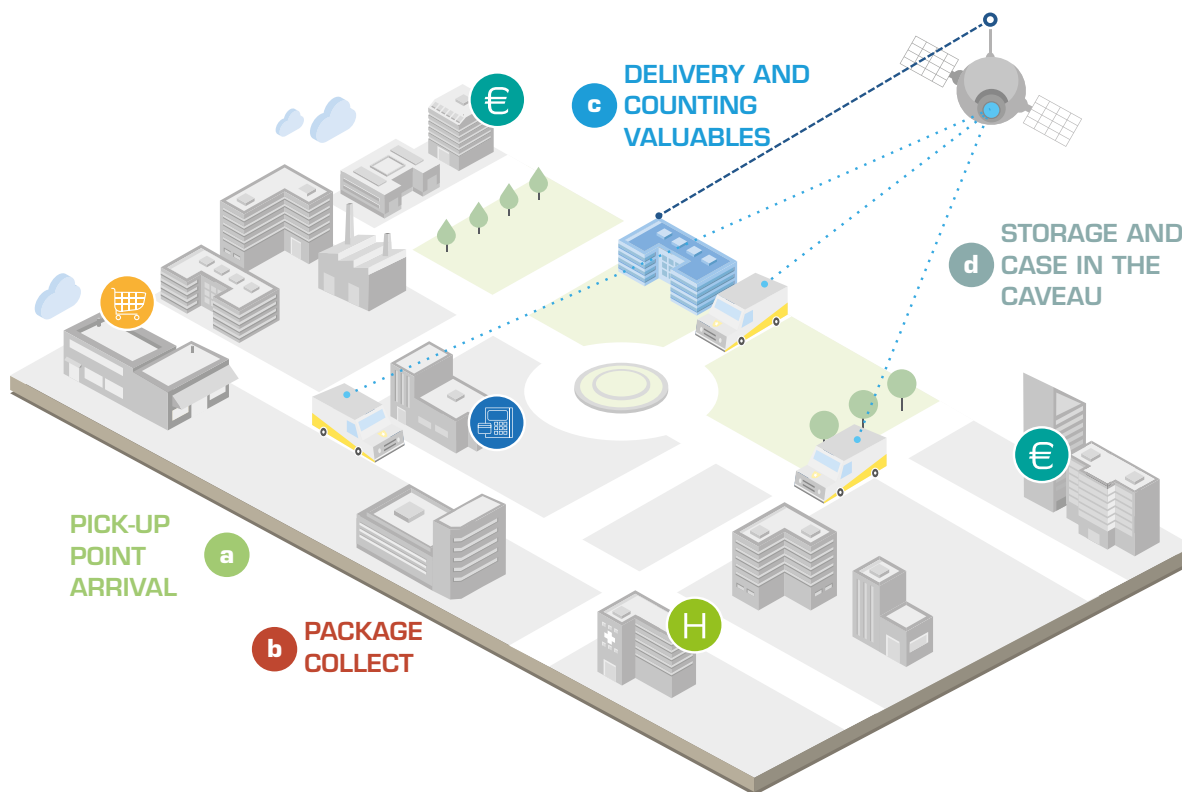 c
DELIVERY AND
COUNTING
VALUABLES
€
d
STORAGE AND
CASE IN THE
CAVEAU
€
a
PICK-UP
POINT
ARRIVAL
b
PACKAGE
COLLECT
H